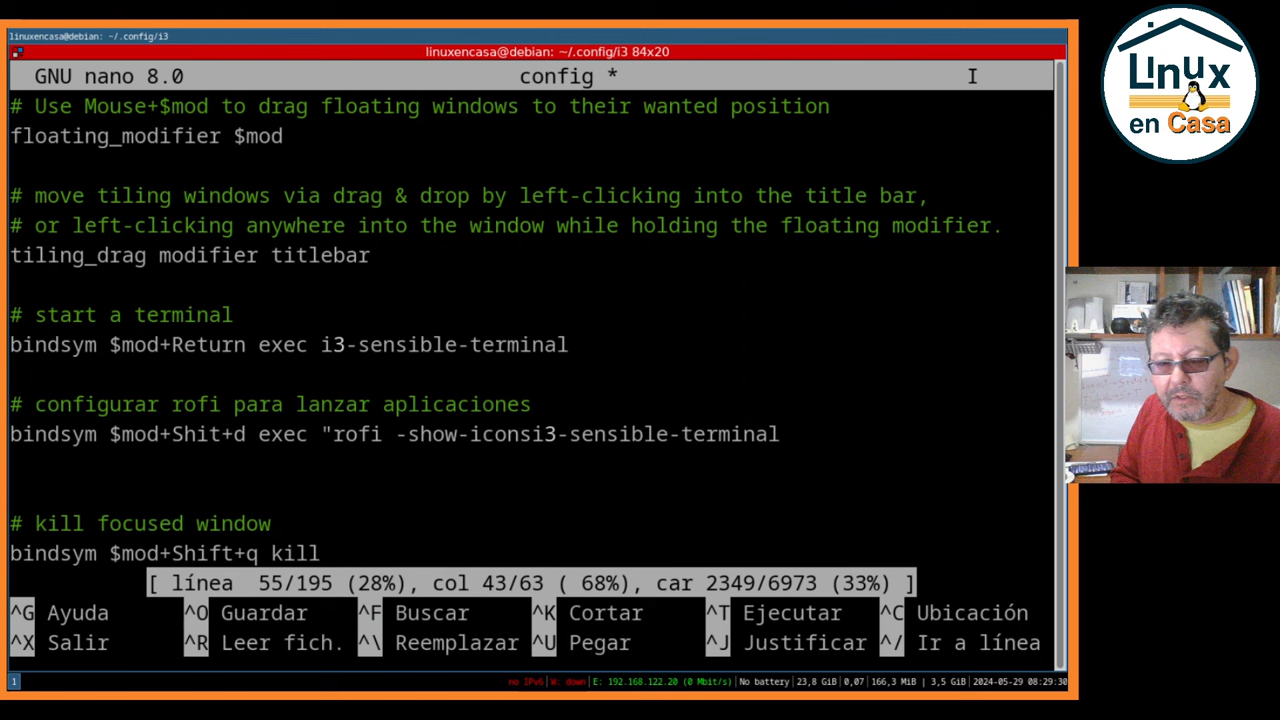 linuxencasa@debian: ~/.config/i3
linuxencasa@debian: ~/.config/i3 84x20
GNU nano 8.0 config * I
# Use Mouse+$mod to drag floating windows to their wanted position
floating_modifier $mod
# move tiling windows via drag & drop by left-clicking into the title bar,
# or left-clicking anywhere into the window while holding the floating modifier.
tiling_drag modifier titlebar
# start a terminal
bindsym $mod+Return exec i3-sensible-terminal
# configurar rofi para lanzar aplicaciones
bindsym $mod+Shit+d exec "rofi -show-iconsi3-sensible-terminal
# kill focused window
bindsym $mod+Shift+q kill
[ línea 55/195 (28%), col 43/63 ( 68%), car 2349/6973 (33%) ]
^G Ayuda ^O Guardar ^F Buscar ^K Cortar ^T Ejecutar ^C Ubicación
^X Salir ^R Leer fich. ^\ Reemplazar ^U Pegar ^J Justificar ^/ Ir a línea
1 no IPv6 W: down E: 192.168.122.20 (0 Mbit/s) No battery 23,8 GiB 0,07 166,3 MiB | 3,5 GiB 2024-05-29 08:29:30
Linux
en Casa